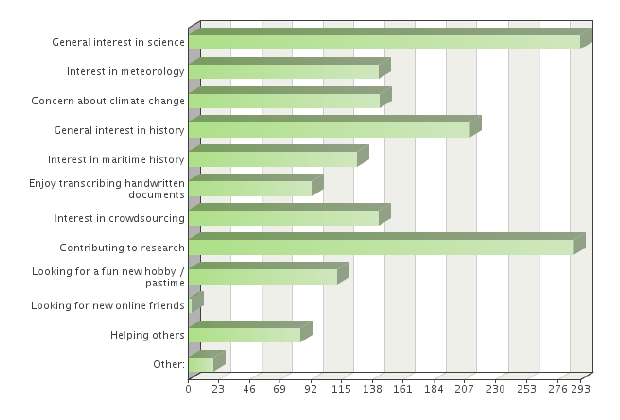 General interest in science
Interest in meteorology
Concern about climate change
General interest in history
Interest in maritime history
Enjoy transcribing handwritten
documents
Interest in crowdsourcing
Contributing to research
Looking for a fun new hobby /
pastime
Looking for new online friends
Helping others
Other:
0 23 46 69 92 115 138 161 184 207 230 253 276 293